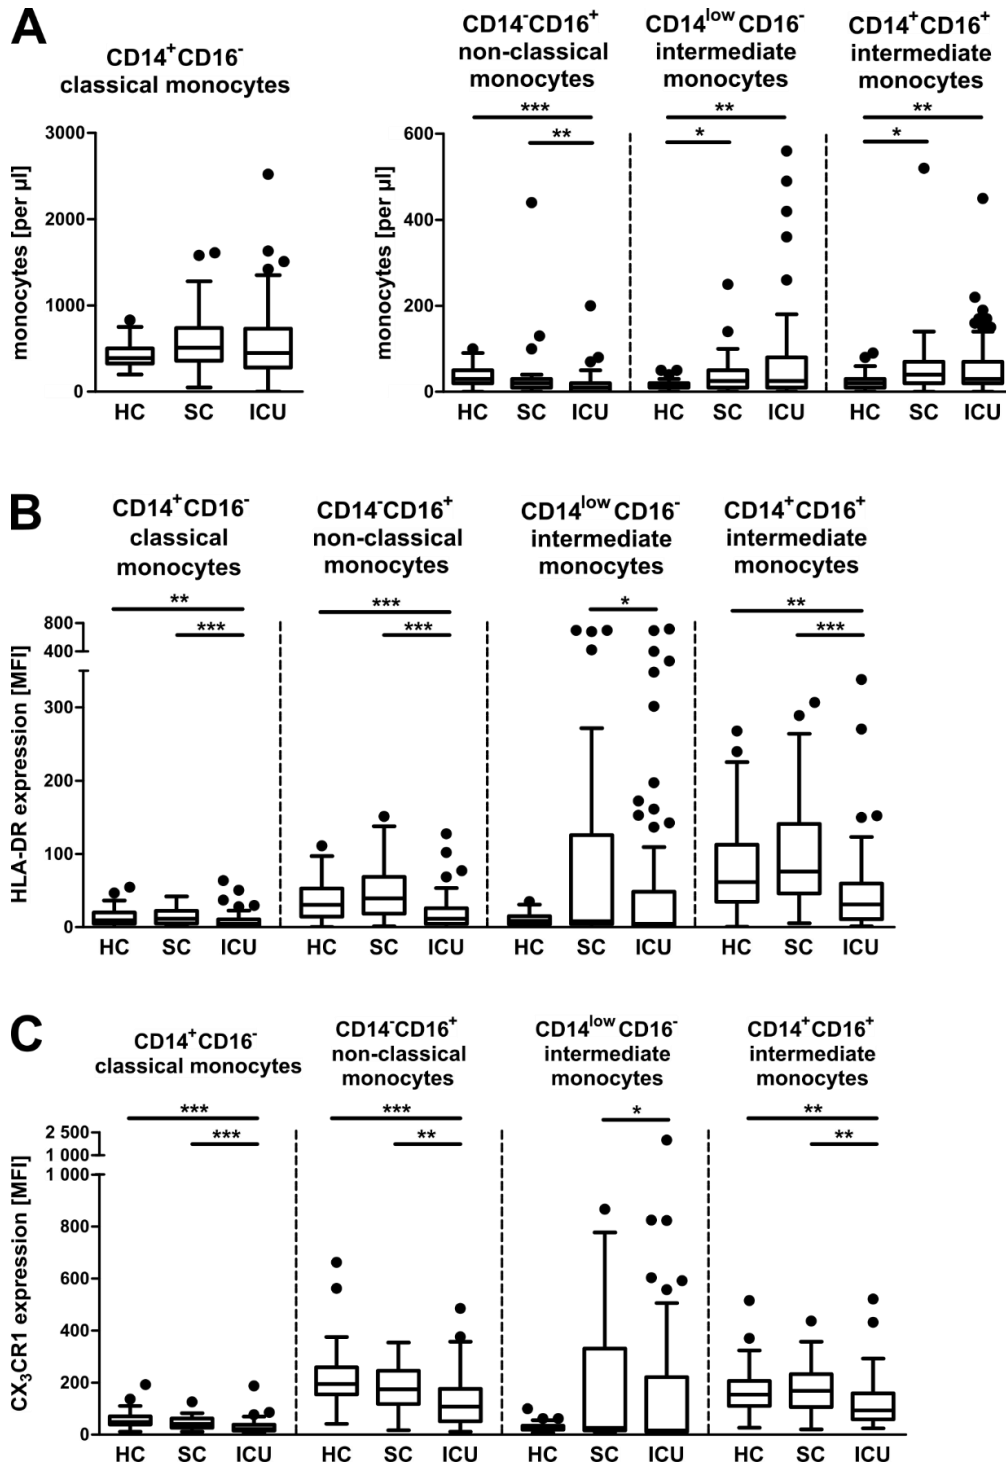 A
CD14⁺CD16⁻
classical monocytes
CD14⁻CD16⁺
non-classical
monocytes
CD14ˡᵒʷCD16⁻
intermediate
monocytes
CD14⁺CD16⁺
intermediate
monocytes
***
**
**
*
**
*
monocytes [per µl]
3000
2000
1000
0
HC SC ICU
monocytes [per µl]
600
400
200
0
HC SC ICU HC SC ICU HC SC ICU
B
CD14⁺CD16⁻
classical
monocytes
CD14⁻CD16⁺
non-classical
monocytes
CD14ˡᵒʷCD16⁻
intermediate
monocytes
CD14⁺CD16⁺
intermediate
monocytes
**
***
***
***
*
**
***
HLA-DR expression [MFI]
800
400
300
200
100
0
HC SC ICU HC SC ICU HC SC ICU HC SC ICU
C
CD14⁺CD16⁻
classical monocytes
CD14⁻CD16⁺
non-classical
monocytes
CD14ˡᵒʷCD16⁻
intermediate
monocytes
CD14⁺CD16⁺
intermediate
monocytes
***
***
***
**
*
**
**
CX₃CR1 expression [MFI]
2 500
1 000
1 000
800
600
400
200
0
HC SC ICU HC SC ICU HC SC ICU HC SC ICU